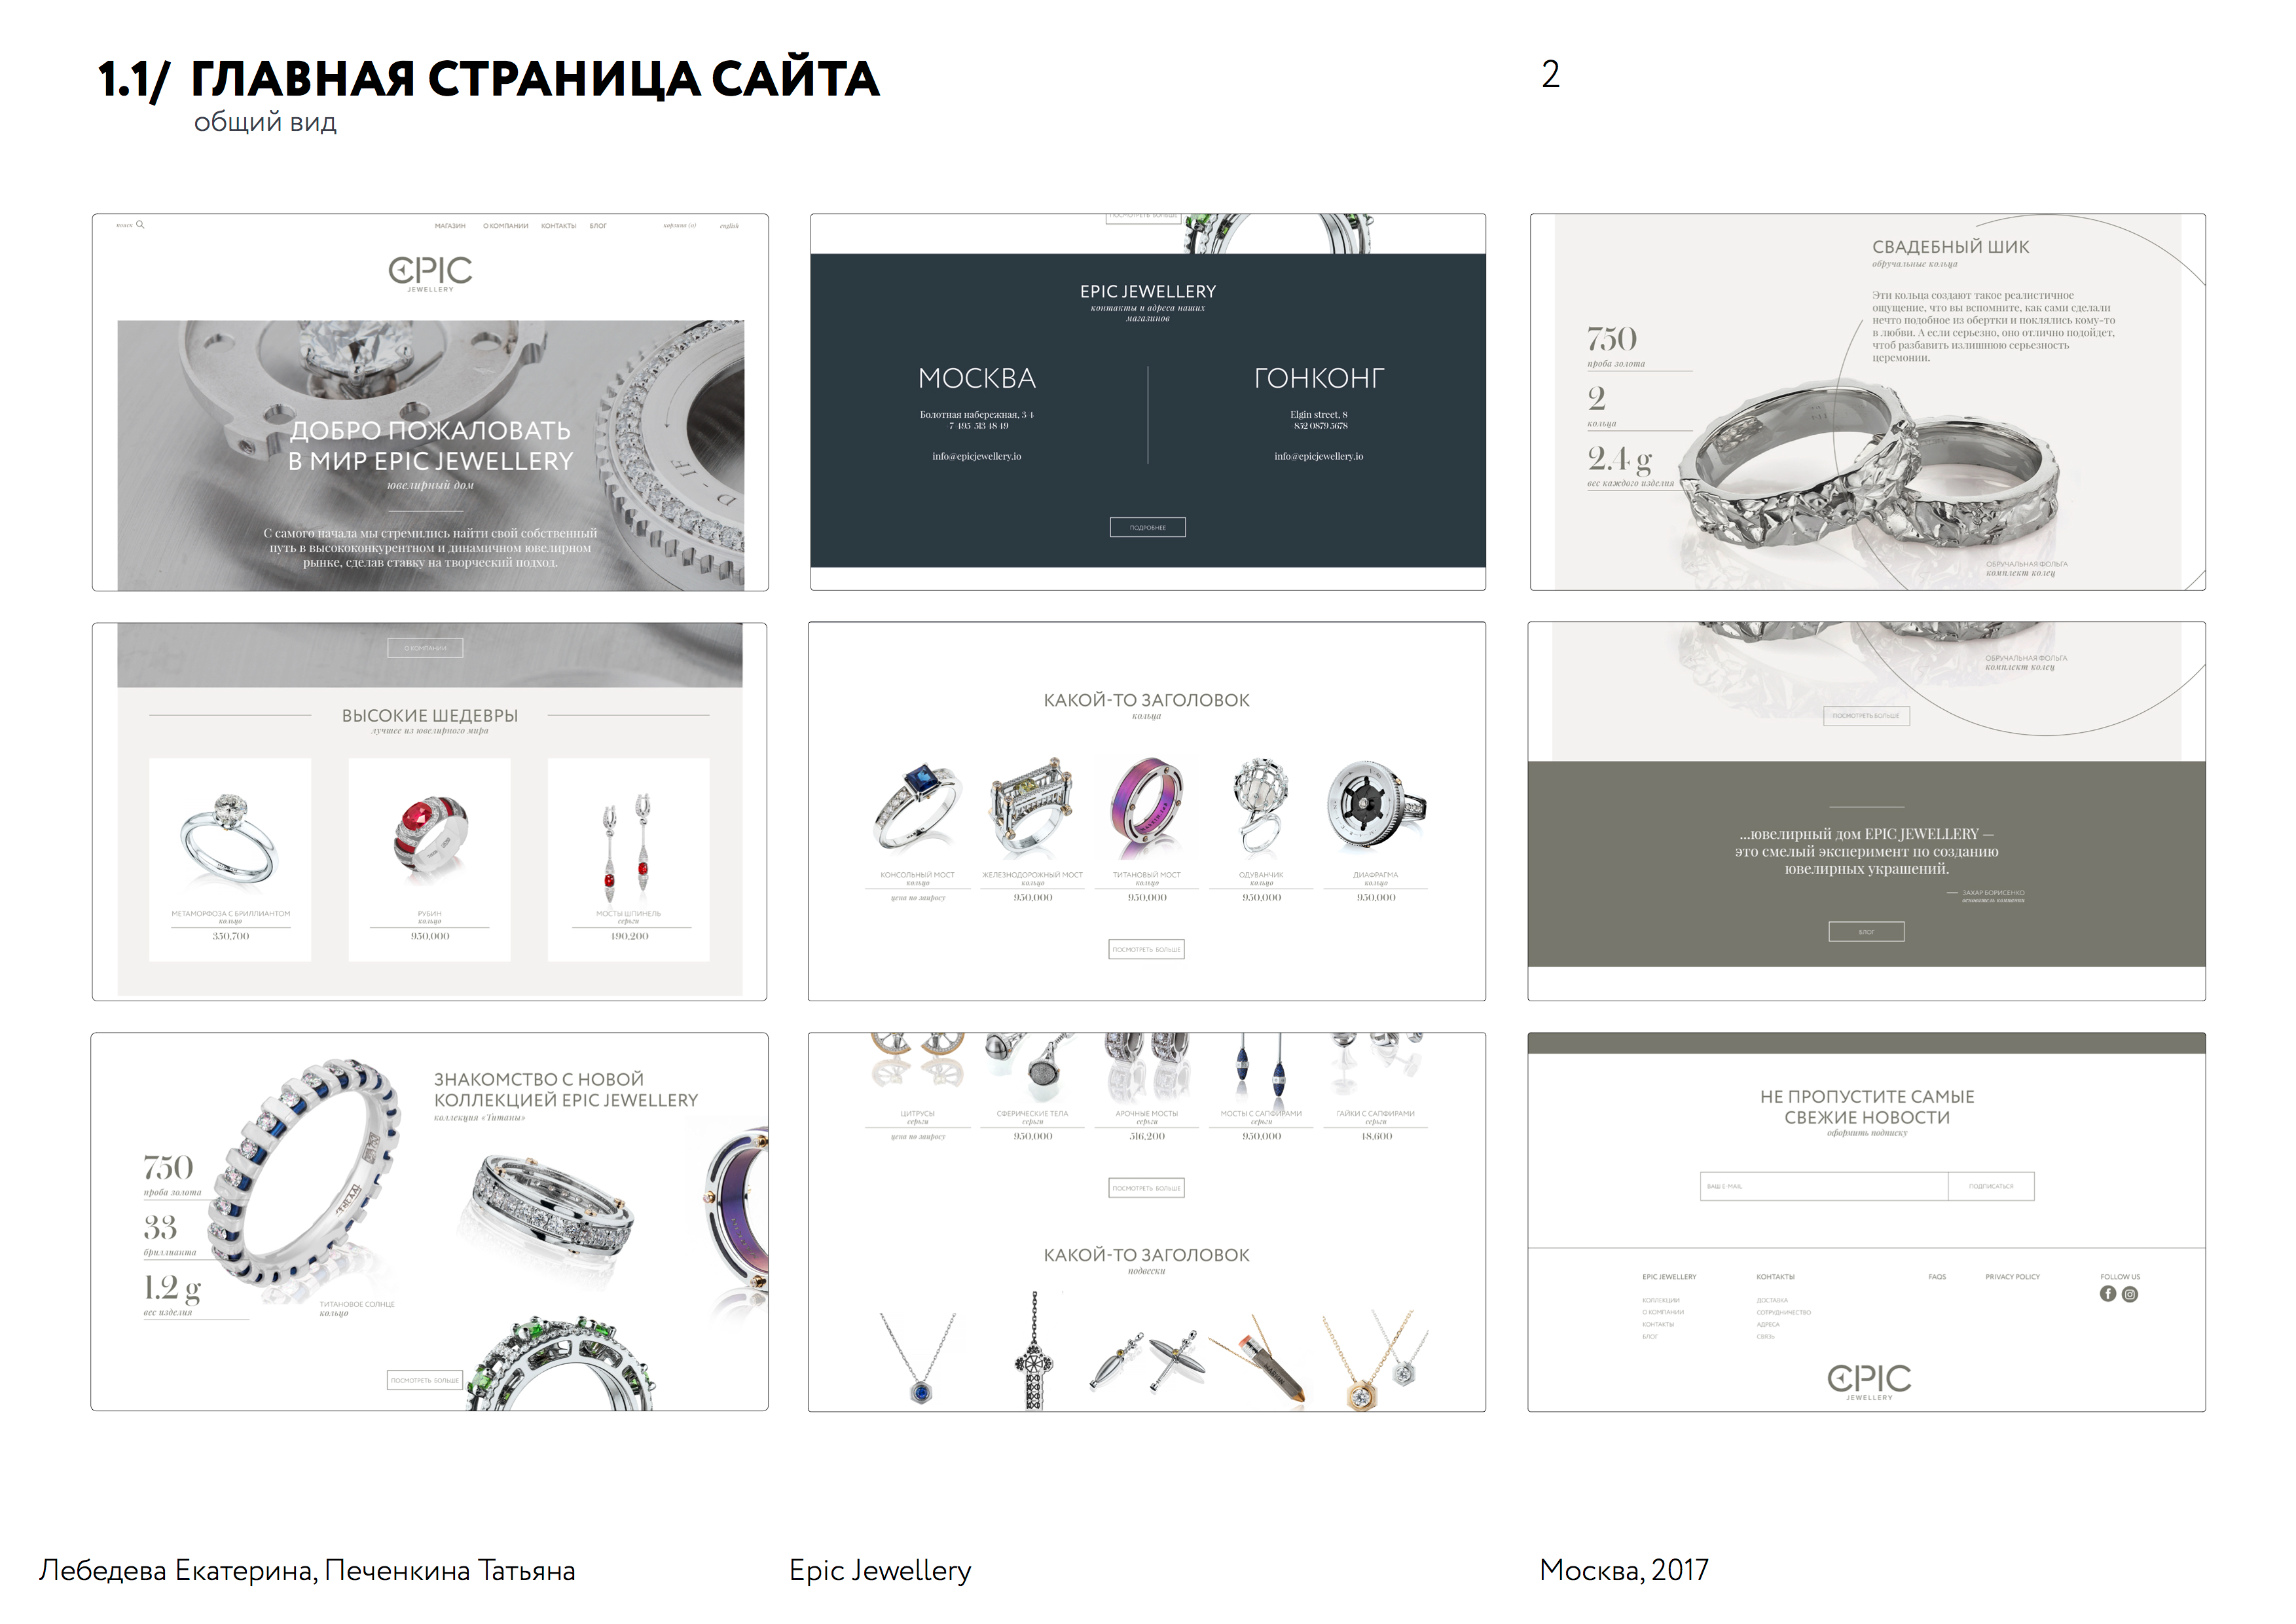 1.1/ ГЛАВНАЯ СТРАНИЦА САЙТА
общий вид
2
поиск
МАГАЗИН О КОМПАНИИ КОНТАКТЫ БЛОГ
корзина (0) english
EPIC
JEWELLERY
ДОБРО ПОЖАЛОВАТЬ
В МИР EPIC JEWELLERY
ювелирный дом
С самого начала мы стремились найти свой собственный
путь в высококонкурентном и динамичном ювелирном
рынке, сделав ставку на творческий подход.
О КОМПАНИИ
ВЫСОКИЕ ШЕДЕВРЫ
лучшее из ювелирного мира
МЕТАМОРФОЗА С БРИЛЛИАНТОМ
кольцо
350,700
РУБИН
кольцо
950,000
МОСТЫ ШПИНЕЛЬ
серьги
490,200
ЗНАКОМСТВО С НОВОЙ
КОЛЛЕКЦИЕЙ EPIC JEWELLERY
коллекция «Титаны»
750
проба золота
33
бриллианта
1.2 g
вес изделия
ТИТАНОВОЕ СОЛНЦЕ
кольцо
ПОСМОТРЕТЬ БОЛЬШЕ
ПОСМОТРЕТЬ БОЛЬШЕ
EPIC JEWELLERY
контакты и адреса наших
магазинов
МОСКВА
Болотная набережная, 3/4
7 495 513 48 49
info@epicjewellery.io
ГОНКОНГ
Elgin street, 8
852 0879 5678
info@epicjewellery.io
ПОДРОБНЕЕ
КАКОЙ-ТО ЗАГОЛОВОК
кольца
КОНСОЛЬНЫЙ МОСТ
кольцо
цена по запросу
ЖЕЛЕЗНОДОРОЖНЫЙ МОСТ
кольцо
950,000
ТИТАНОВЫЙ МОСТ
кольцо
950,000
ОДУВАНЧИК
кольцо
950,000
ДИАФРАГМА
кольцо
950,000
ПОСМОТРЕТЬ БОЛЬШЕ
ЦИТРУСЫ
серьги
цена по запросу
СФЕРИЧЕСКИЕ ТЕЛА
серьги
950,000
АРОЧНЫЕ МОСТЫ
серьги
516,200
МОСТЫ С САПФИРАМИ
серьги
950,000
ГАЙКИ С САПФИРАМИ
серьги
48,600
ПОСМОТРЕТЬ БОЛЬШЕ
КАКОЙ-ТО ЗАГОЛОВОК
подвески
СВАДЕБНЫЙ ШИК
обручальные кольца
Эти кольца создают такое реалистичное
ощущение, что вы вспомните, как сами сделали
нечто подобное из обертки и поклялись кому-то
в любви. А если серьезно, оно отлично подойдет,
чтоб разбавить излишнюю серьезность
церемонии.
750
проба золота
2
кольца
2.4 g
вес каждого изделия
ОБРУЧАЛЬНАЯ ФОЛЬГА
комплект колец
ОБРУЧАЛЬНАЯ ФОЛЬГА
комплект колец
ПОСМОТРЕТЬ БОЛЬШЕ
...ювелирный дом EPIC JEWELLERY —
это смелый эксперимент по созданию
ювелирных украшений.
— ЗАХАР БОРИСЕНКО
основатель компании
БЛОГ
НЕ ПРОПУСТИТЕ САМЫЕ
СВЕЖИЕ НОВОСТИ
оформить подписку
ВАШ E-MAIL
ПОДПИСАТЬСЯ
EPIC JEWELLERY
КОЛЛЕКЦИИ
О КОМПАНИИ
КОНТАКТЫ
БЛОГ
КОНТАКТЫ
ДОСТАВКА
СОТРУДНИЧЕСТВО
АДРЕСА
СВЯЗЬ
FAQS
PRIVACY POLICY
FOLLOW US
EPIC
JEWELLERY
Лебедева Екатерина, Печенкина Татьяна
Epic Jewellery
Москва, 2017